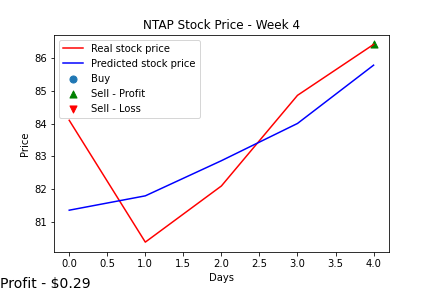 NTAP Stock Price - Week 4
Real stock price
Predicted stock price
Buy
Sell - Profit
Sell - Loss
86
85
84
83
82
81
Price
0.0 0.5 1.0 1.5 2.0 2.5 3.0 3.5 4.0
Days
Profit - $0.29